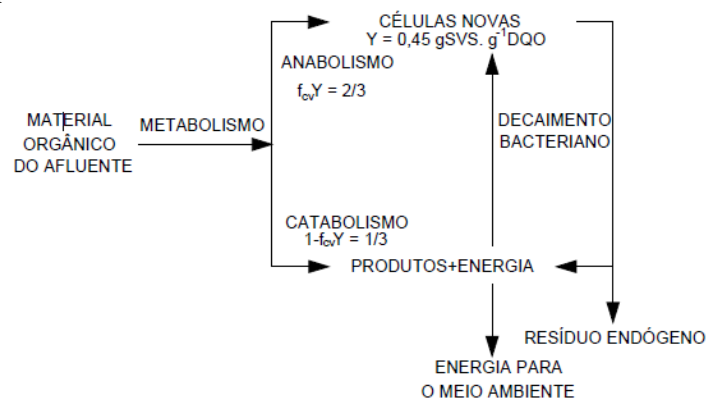 CÉLULAS NOVAS
Y = 0,45 gSVS. g⁻¹DQO
ANABOLISMO
f_cvY = 2/3
MATERIAL
ORGÂNICO
DO AFLUENTE
METABOLISMO
DECAIMENTO
BACTERIANO
CATABOLISMO
1-f_cvY = 1/3
PRODUTOS+ENERGIA
RESÍDUO ENDÓGENO
ENERGIA PARA
O MEIO AMBIENTE